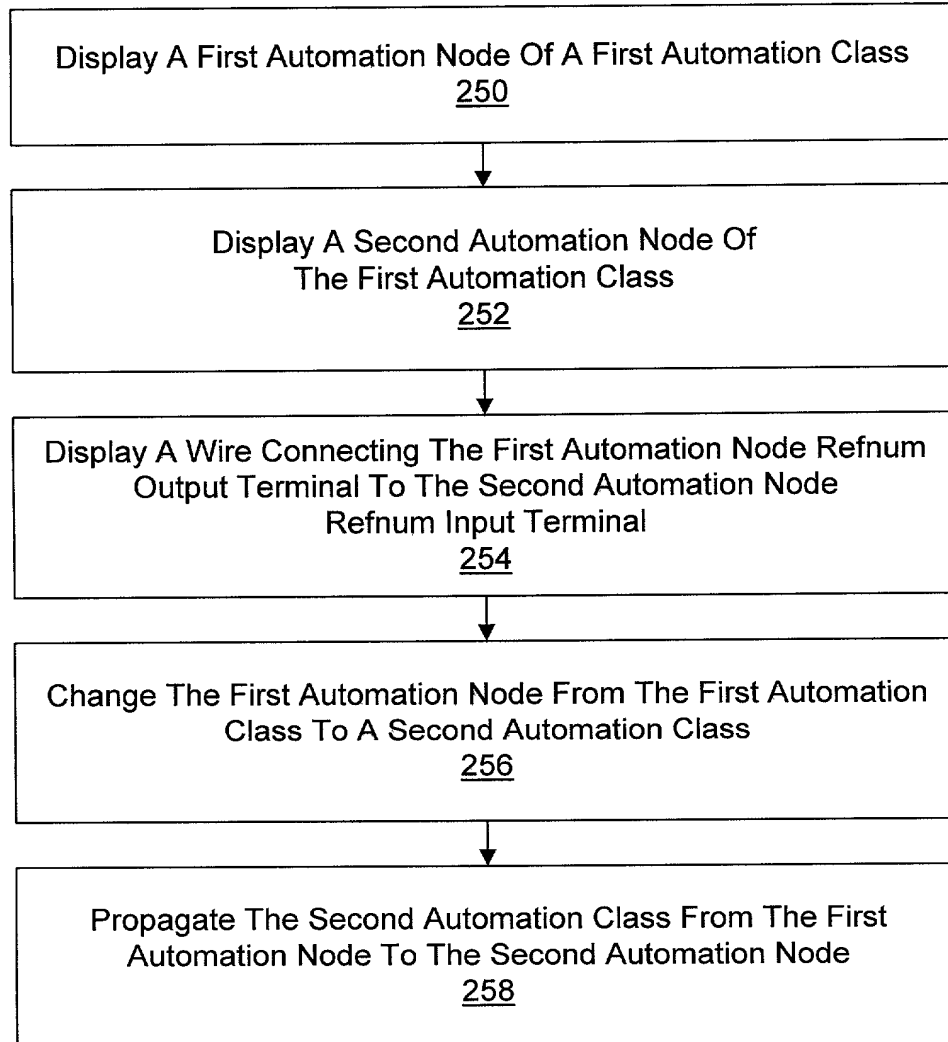 Display A First Automation Node Of A First Automation Class
250
Display A Second Automation Node Of
The First Automation Class
252
Display A Wire Connecting The First Automation Node Refnum
Output Terminal To The Second Automation Node
Refnum Input Terminal
254
Change The First Automation Node From The First Automation
Class To A Second Automation Class
256
Propagate The Second Automation Class From The First
Automation Node To The Second Automation Node
258